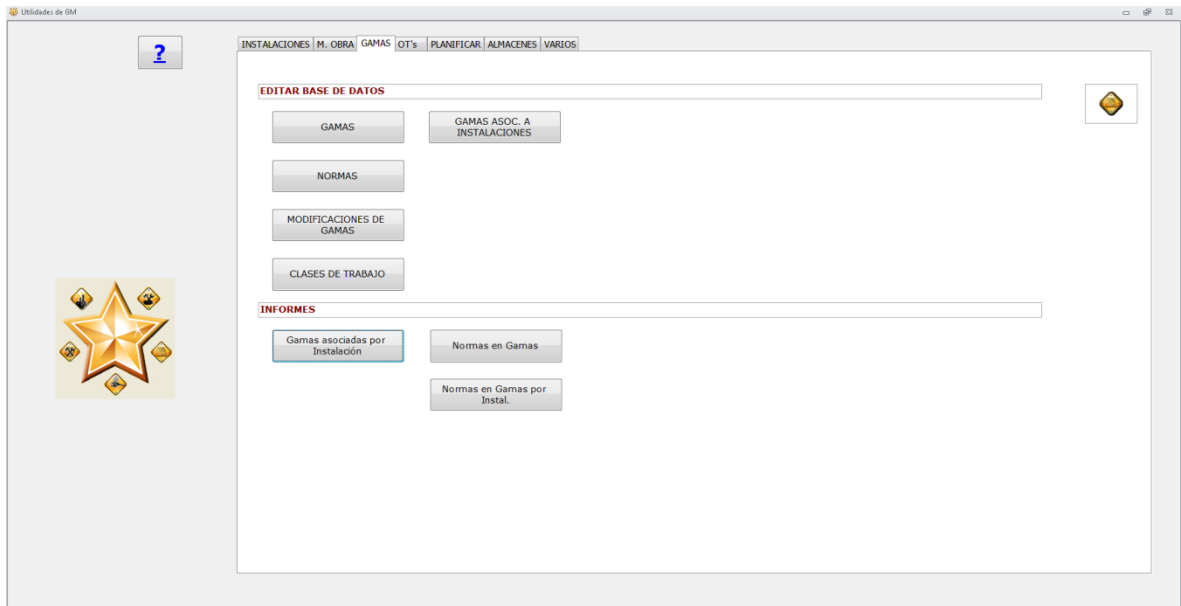 Utilidades de GM
?
INSTALACIONES M. OBRA GAMAS OT's PLANIFICAR ALMACENES VARIOS
EDITAR BASE DE DATOS
GAMAS
GAMAS ASOC. A
INSTALACIONES
NORMAS
MODIFICACIONES DE
GAMAS
CLASES DE TRABAJO
INFORMES
Gamas asociadas por
Instalación
Normas en Gamas
Normas en Gamas por
Instal.